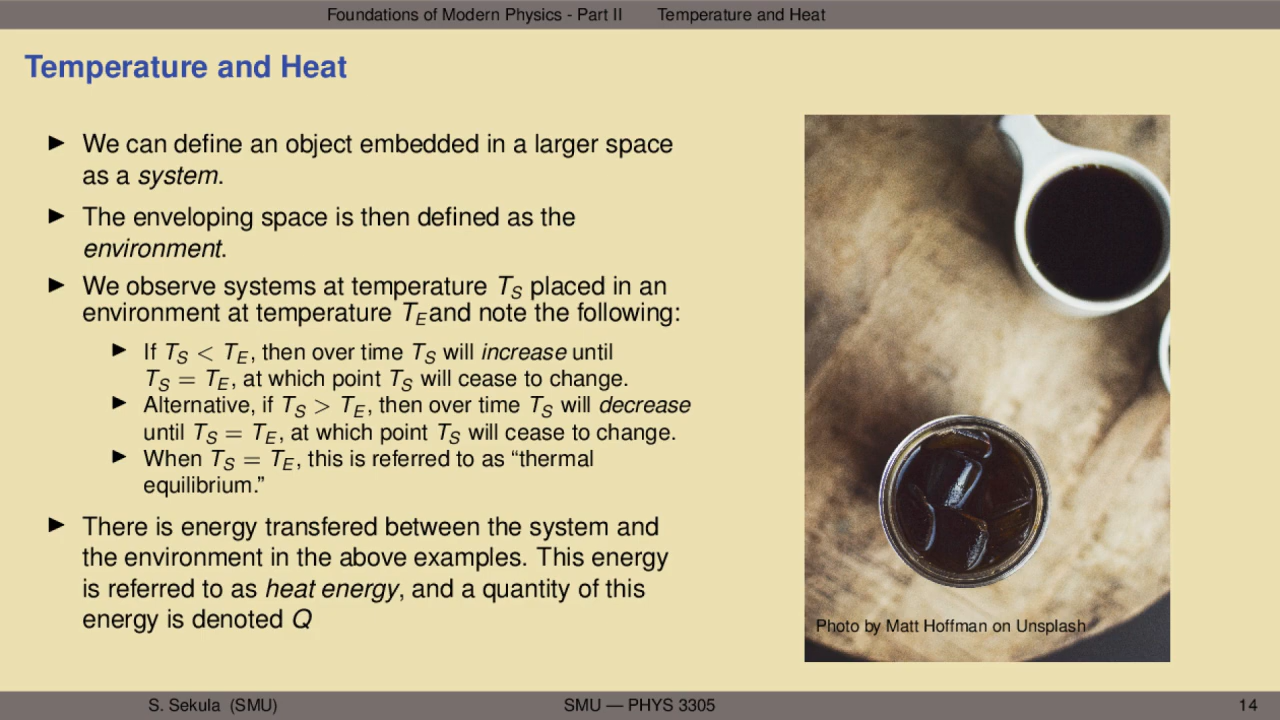 Foundations of Modern Physics - Part II Temperature and Heat
Temperature and Heat
▶ We can define an object embedded in a larger space
as a system.
▶ The enveloping space is then defined as the
environment.
▶ We observe systems at temperature T_S placed in an
environment at temperature T_E and note the following:
▶ If T_S < T_E, then over time T_S will increase until
T_S = T_E, at which point T_S will cease to change.
▶ Alternative, if T_S > T_E, then over time T_S will decrease
until T_S = T_E, at which point T_S will cease to change.
▶ When T_S = T_E, this is referred to as “thermal
equilibrium.”
▶ There is energy transfered between the system and
the environment in the above examples. This energy
is referred to as heat energy, and a quantity of this
energy is denoted Q
Photo by Matt Hoffman on Unsplash
S. Sekula (SMU) SMU — PHYS 3305 14